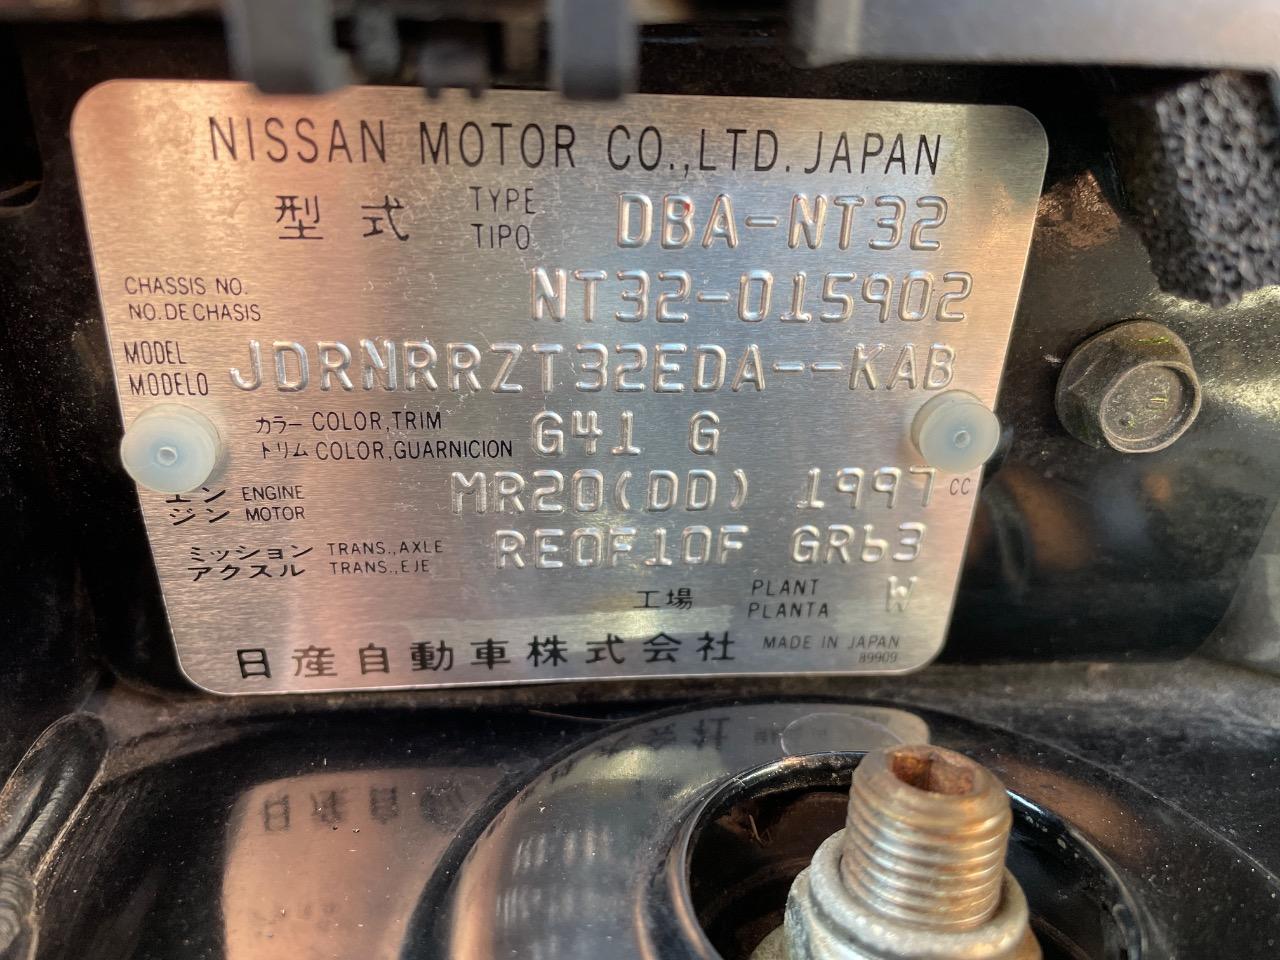 NISSAN MOTOR CO.,LTD. JAPAN
型式 TYPE DBA-NT32
TIPO
CHASSIS NO. NT32-015902
NO.DE CHASIS
MODEL JDRNRRZT32EDA--KAB
MODELO
カラー COLOR,TRIM G41 G
トリム COLOR,GUARNICION
エン ENGINE MR20(DD) 1997 CC
ジン MOTOR
ミッション TRANS.,AXLE RE0F10F GR63
アクスル TRANS.,EJE
工場 PLANT W
PLANTA
日産自動車株式会社 MADE IN JAPAN
89909